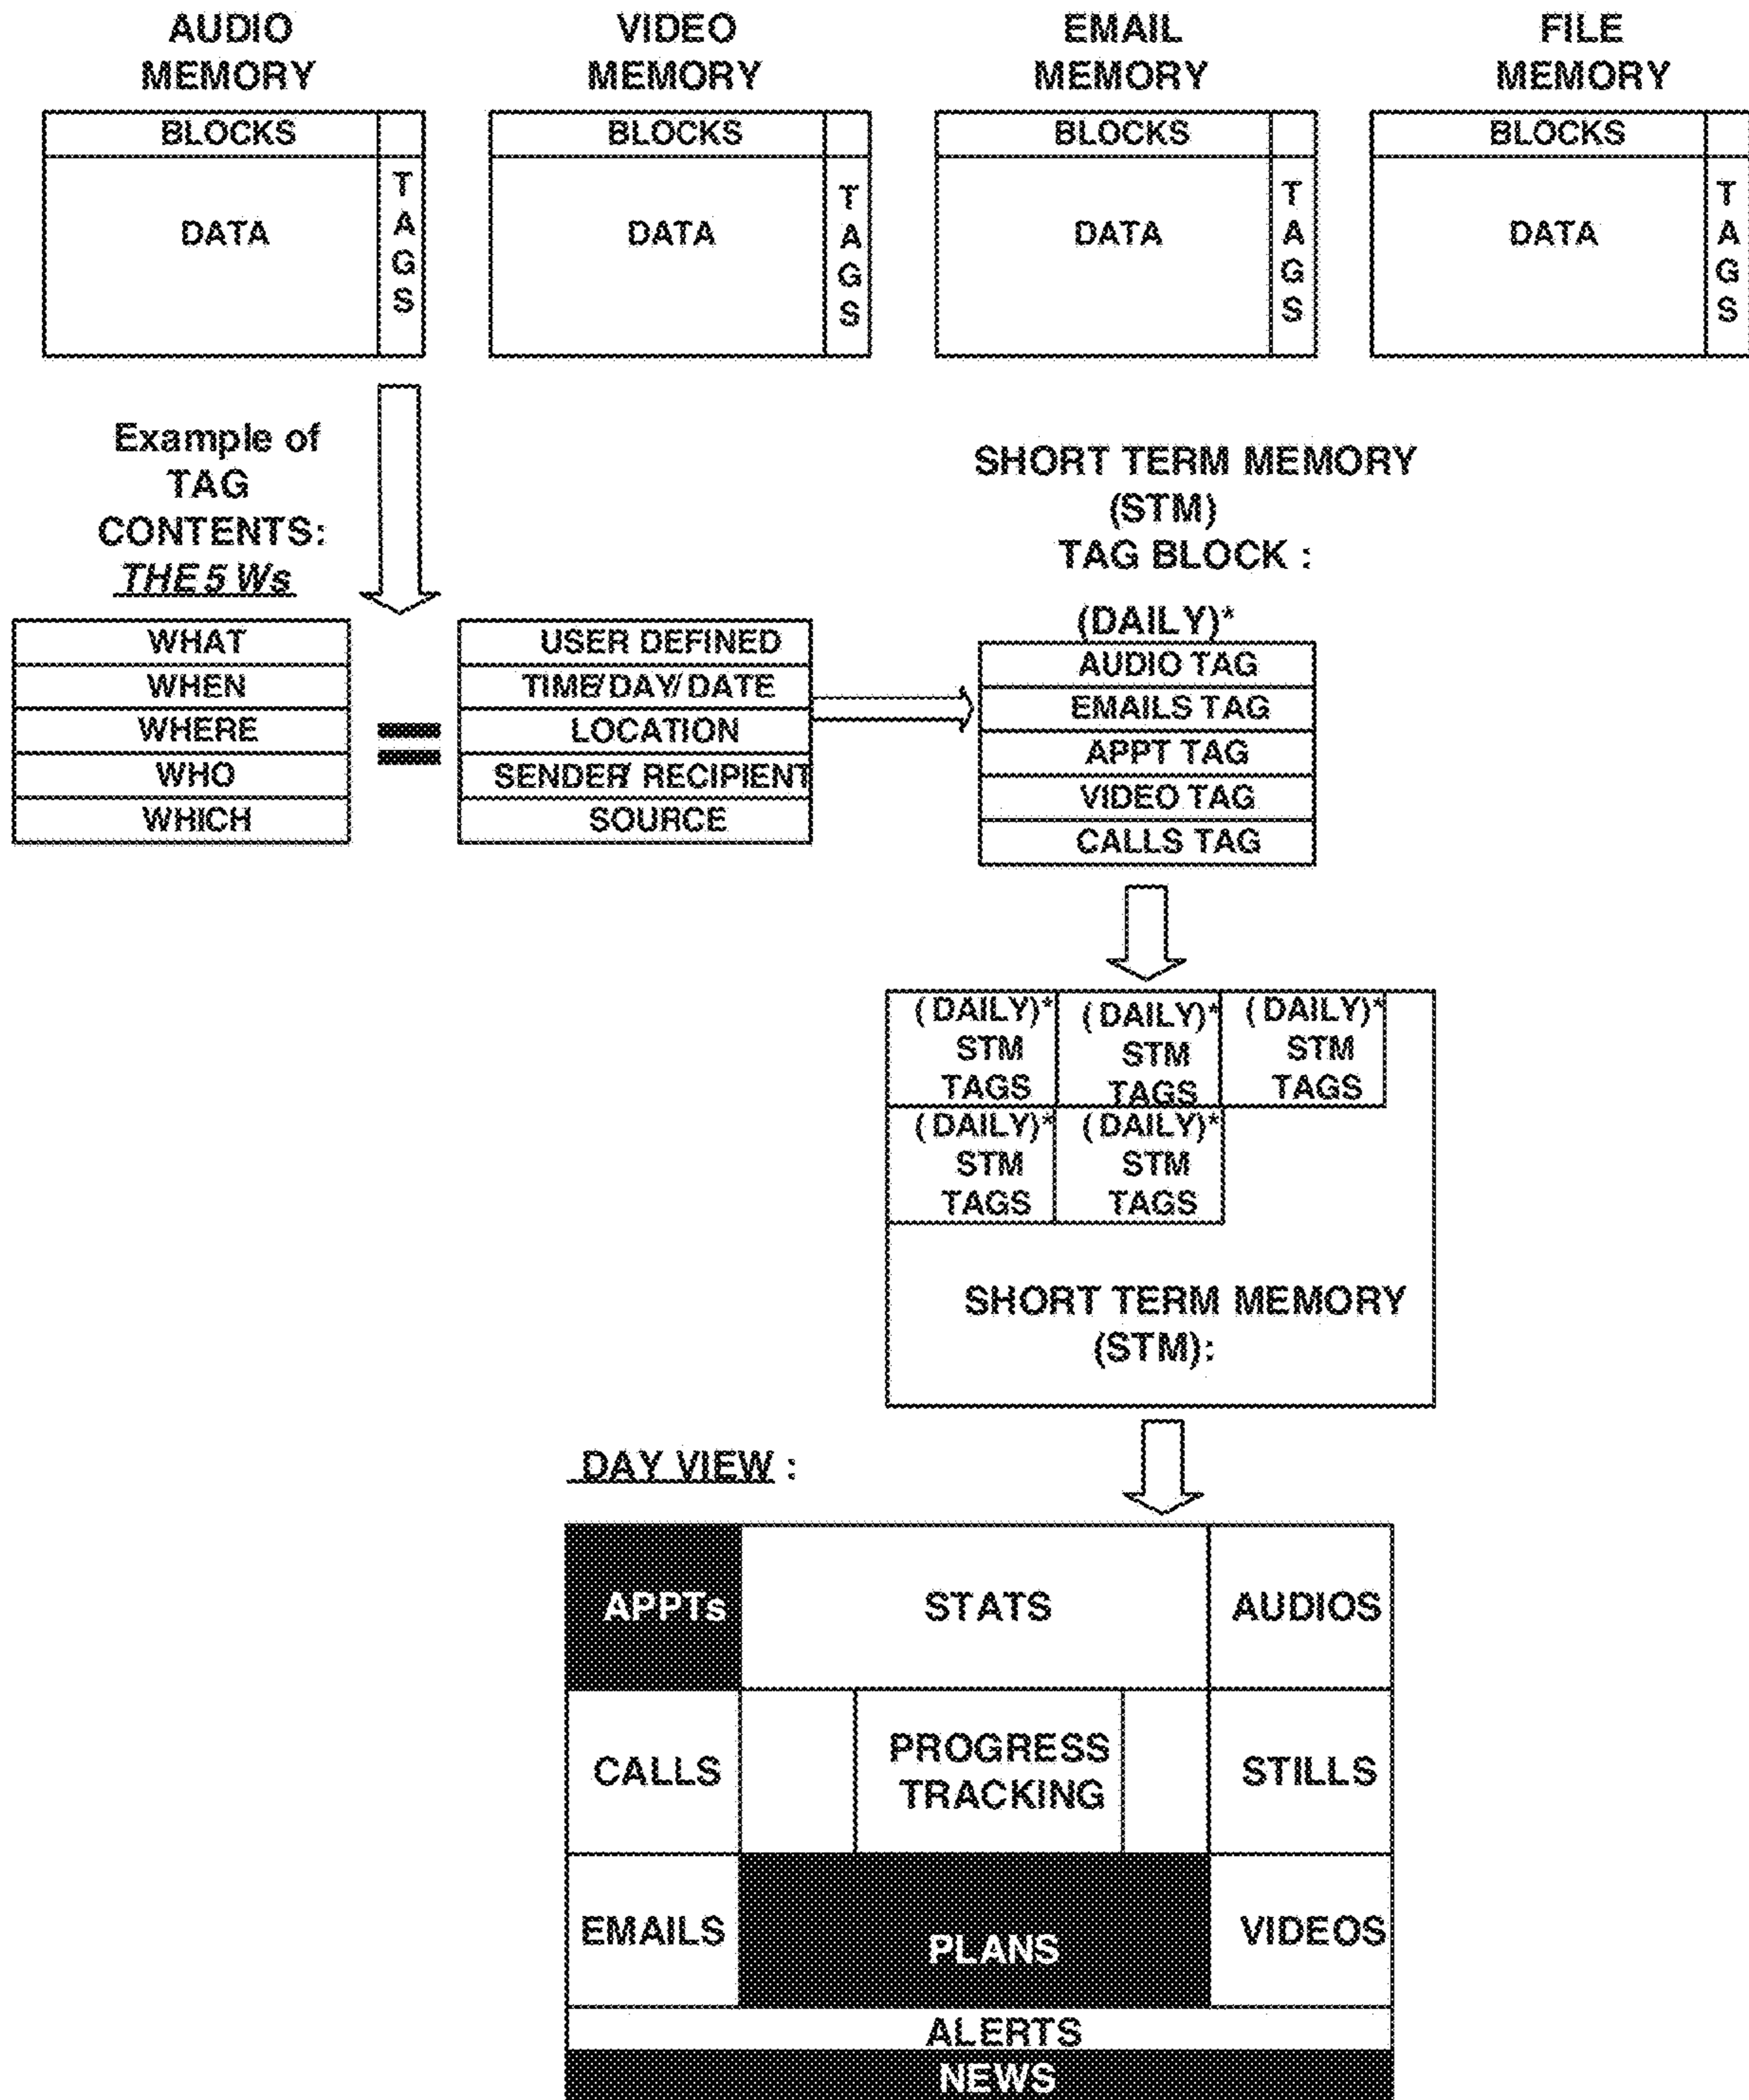 AUDIO
MEMORY
VIDEO
MEMORY
EMAIL
MEMORY
FILE
MEMORY
BLOCKS
DATA
TAGS
BLOCKS
DATA
TAGS
BLOCKS
DATA
TAGS
BLOCKS
DATA
TAGS
Example of
TAG
CONTENTS:
THE 5 Ws
WHAT
WHEN
WHERE
WHO
WHICH
=
USER DEFINED
TIME/DAY/DATE
LOCATION
SENDER/ RECIPIENT
SOURCE
SHORT TERM MEMORY
(STM)
TAG BLOCK :
(DAILY)*
AUDIO TAG
EMAILS TAG
APPT TAG
VIDEO TAG
CALLS TAG
(DAILY)*
STM
TAGS
(DAILY)*
STM
TAGS
(DAILY)*
STM
TAGS
(DAILY)*
STM
TAGS
(DAILY)*
STM
TAGS
SHORT TERM MEMORY
(STM):
DAY VIEW :
APPTs
STATS
AUDIOS
CALLS
PROGRESS
TRACKING
STILLS
EMAILS
PLANS
VIDEOS
ALERTS
NEWS